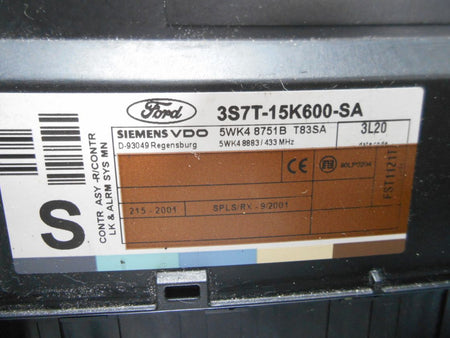 Ford
3S7T-15K600-SA
SIEMENS VDO
5WK4 8751B T83SA
3L20
D-93049 Regensburg
5WK4 8883 / 433 MHz
CONTR ASY -R/CONTR
LK & ALRM SYS MN
S
CE
FST11217
215 - 2001
SPLS/RX - 9/2001